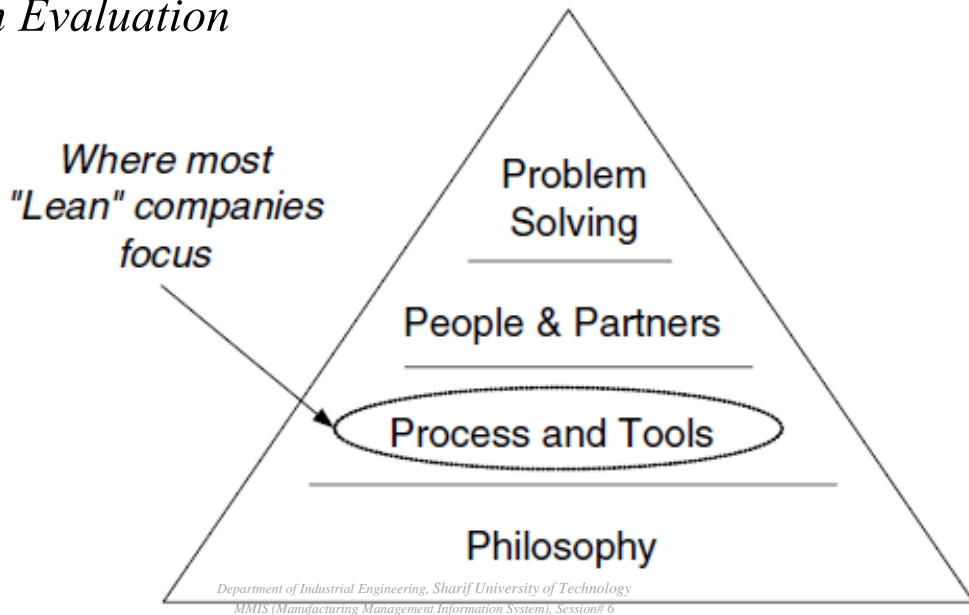 Evaluation
Where most
"Lean" companies
focus
Problem
Solving
People & Partners
Process and Tools
Philosophy
Department of Industrial Engineering, Sharif University of Technology
MMIS (Manufacturing Management Information System), Session# 6